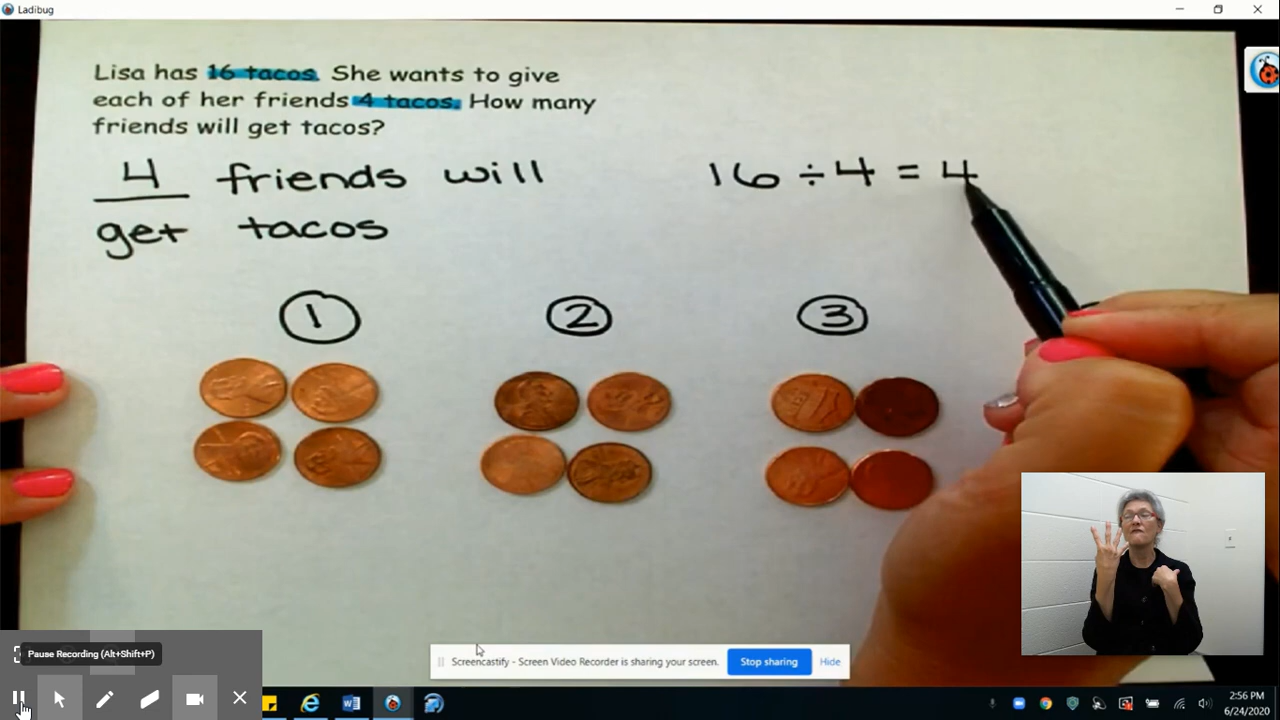 Ladibug
Lisa has 16 tacos. She wants to give
each of her friends 4 tacos. How many
friends will get tacos?
4 friends will
get tacos
16 ÷ 4 = 4
1
2
3
Pause Recording (Alt+Shift+P)
Screencastify - Screen Video Recorder is sharing your screen.
Stop sharing
Hide
2:56 PM
6/24/2020